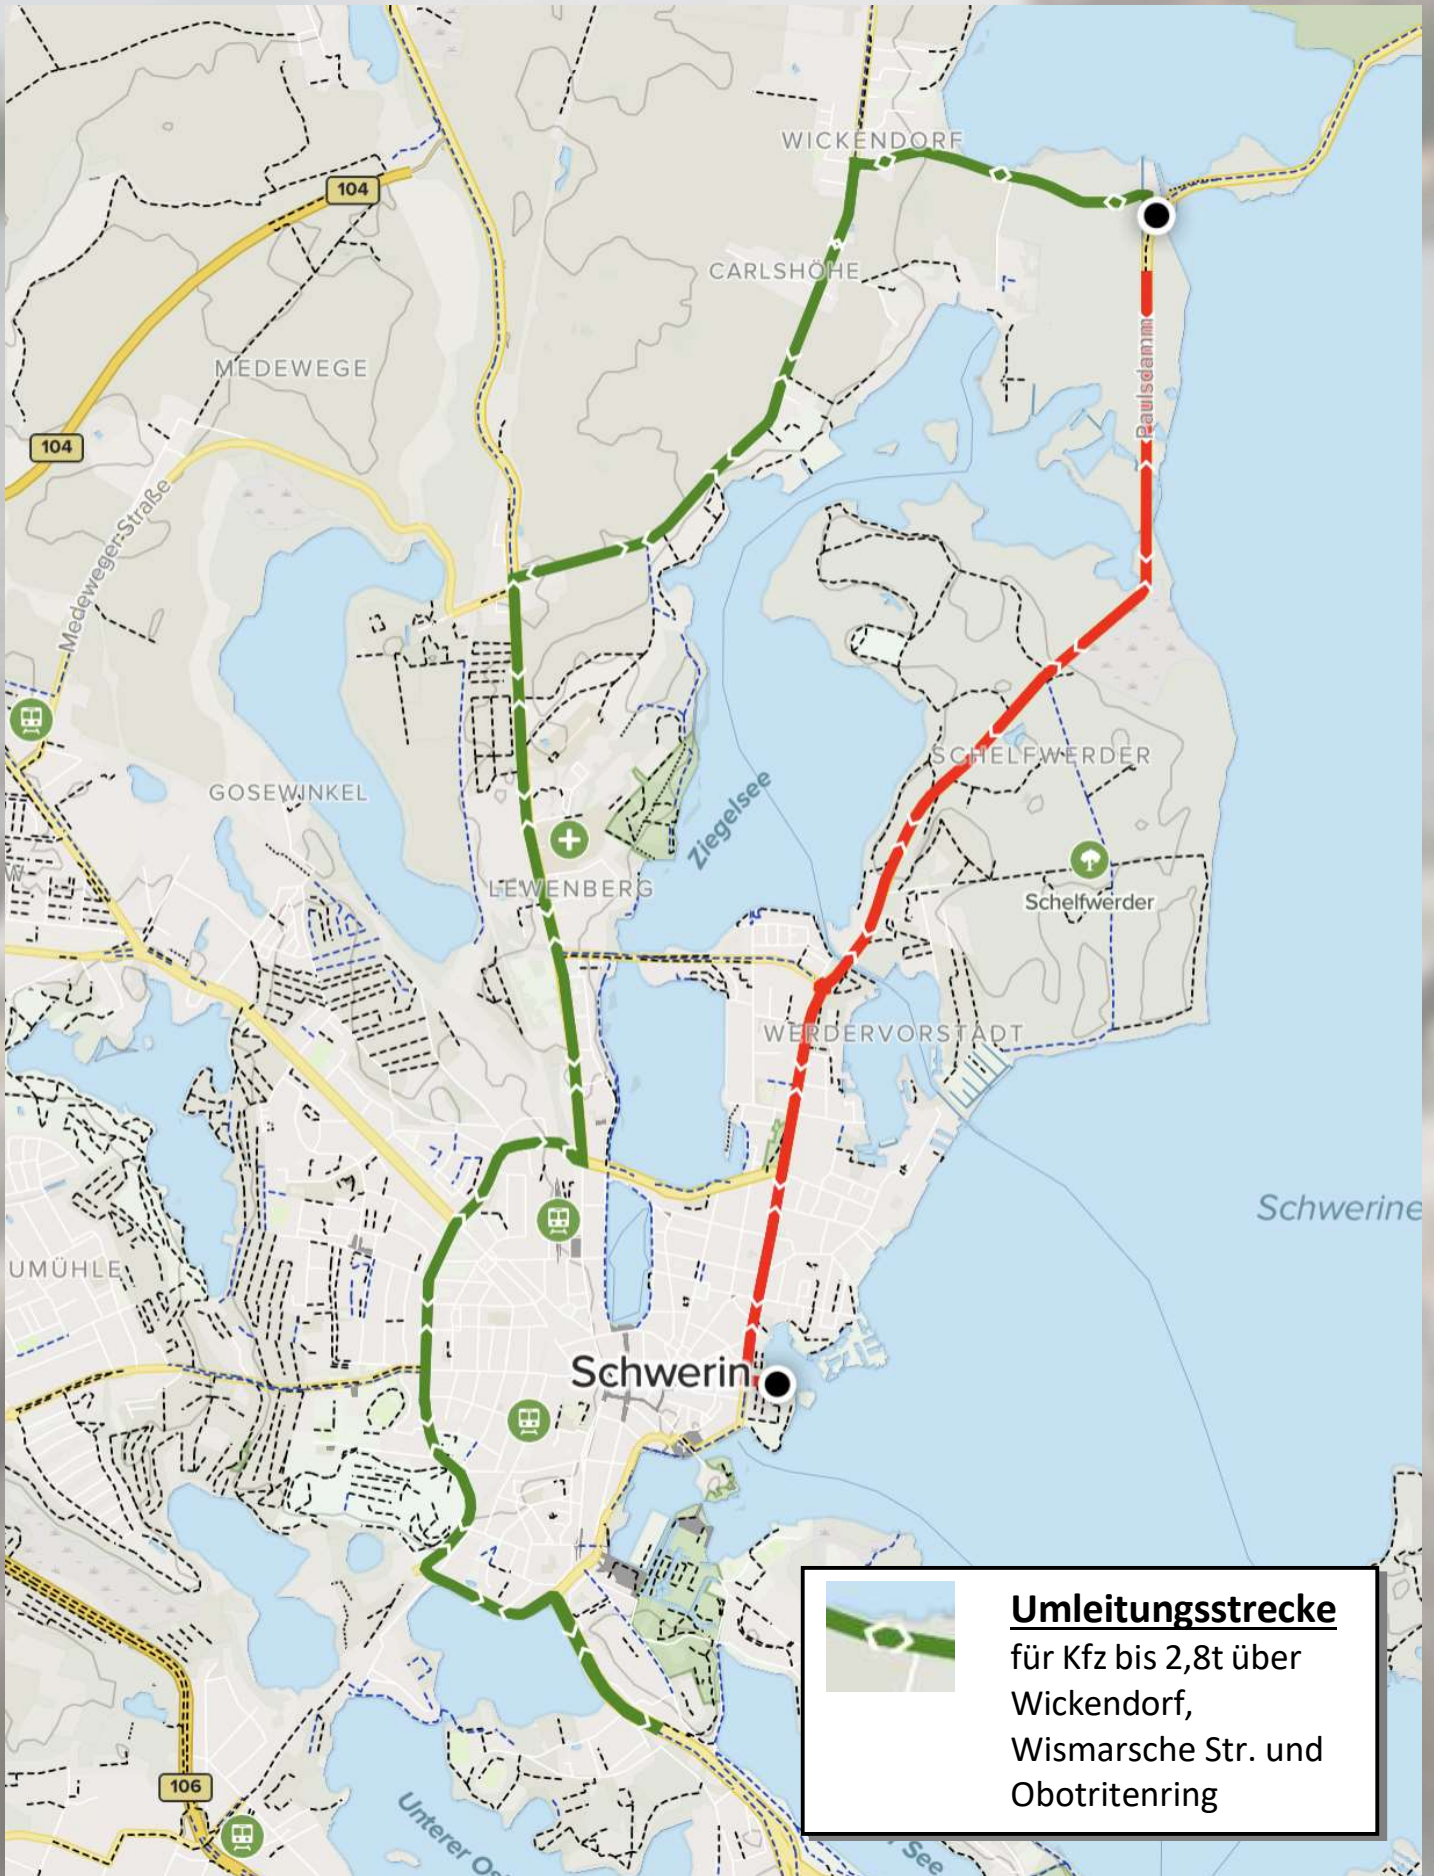 WICKENDORF
104
CARLSHÖHE
Paulsdamm
MEDEWEGE
104
Medeweger-Straße
SCHELFWERDER
GOSEWINKEL
Ziegelsee
LEWENBERG
Schelfwerder
WERDERVORSTADT
Schwerine
UMÜHLE
Schwerin
Umleitungsstrecke
für Kfz bis 2,8t über
Wickendorf,
Wismarsche Str. und
Obotritenring
106
Unterer Os
See